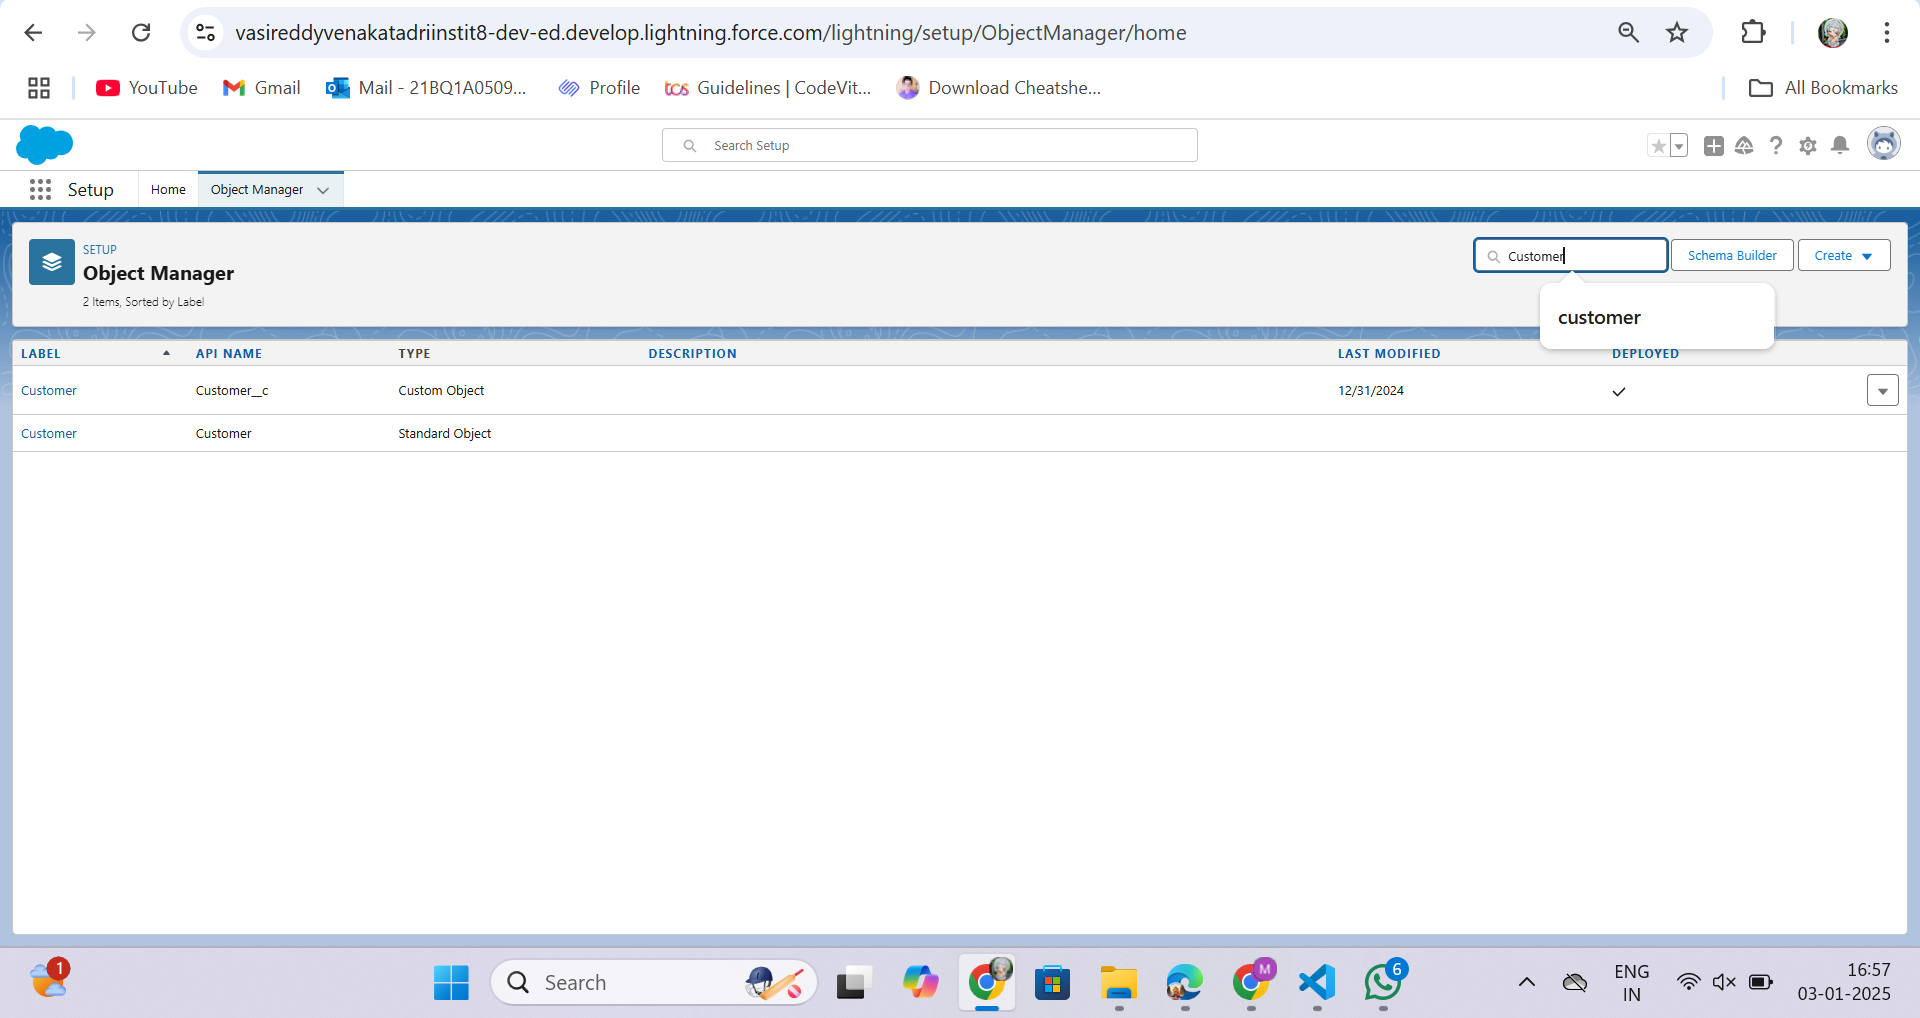 vasireddyvenakatadriinstit8-dev-ed.develop.lightning.force.com/lightning/setup/ObjectManager/home
YouTube Gmail Mail - 21BQ1A0509... Profile tcs Guidelines | CodeVit... Download Cheatshe... All Bookmarks
Search Setup
Setup Home Object Manager
SETUP
Object Manager
2 Items, Sorted by Label
Customer Schema Builder Create
customer
LABEL API NAME TYPE DESCRIPTION LAST MODIFIED DEPLOYED
Customer Customer__c Custom Object 12/31/2024
Customer Customer Standard Object
1 Search M 6 ENG 16:57
IN 03-01-2025